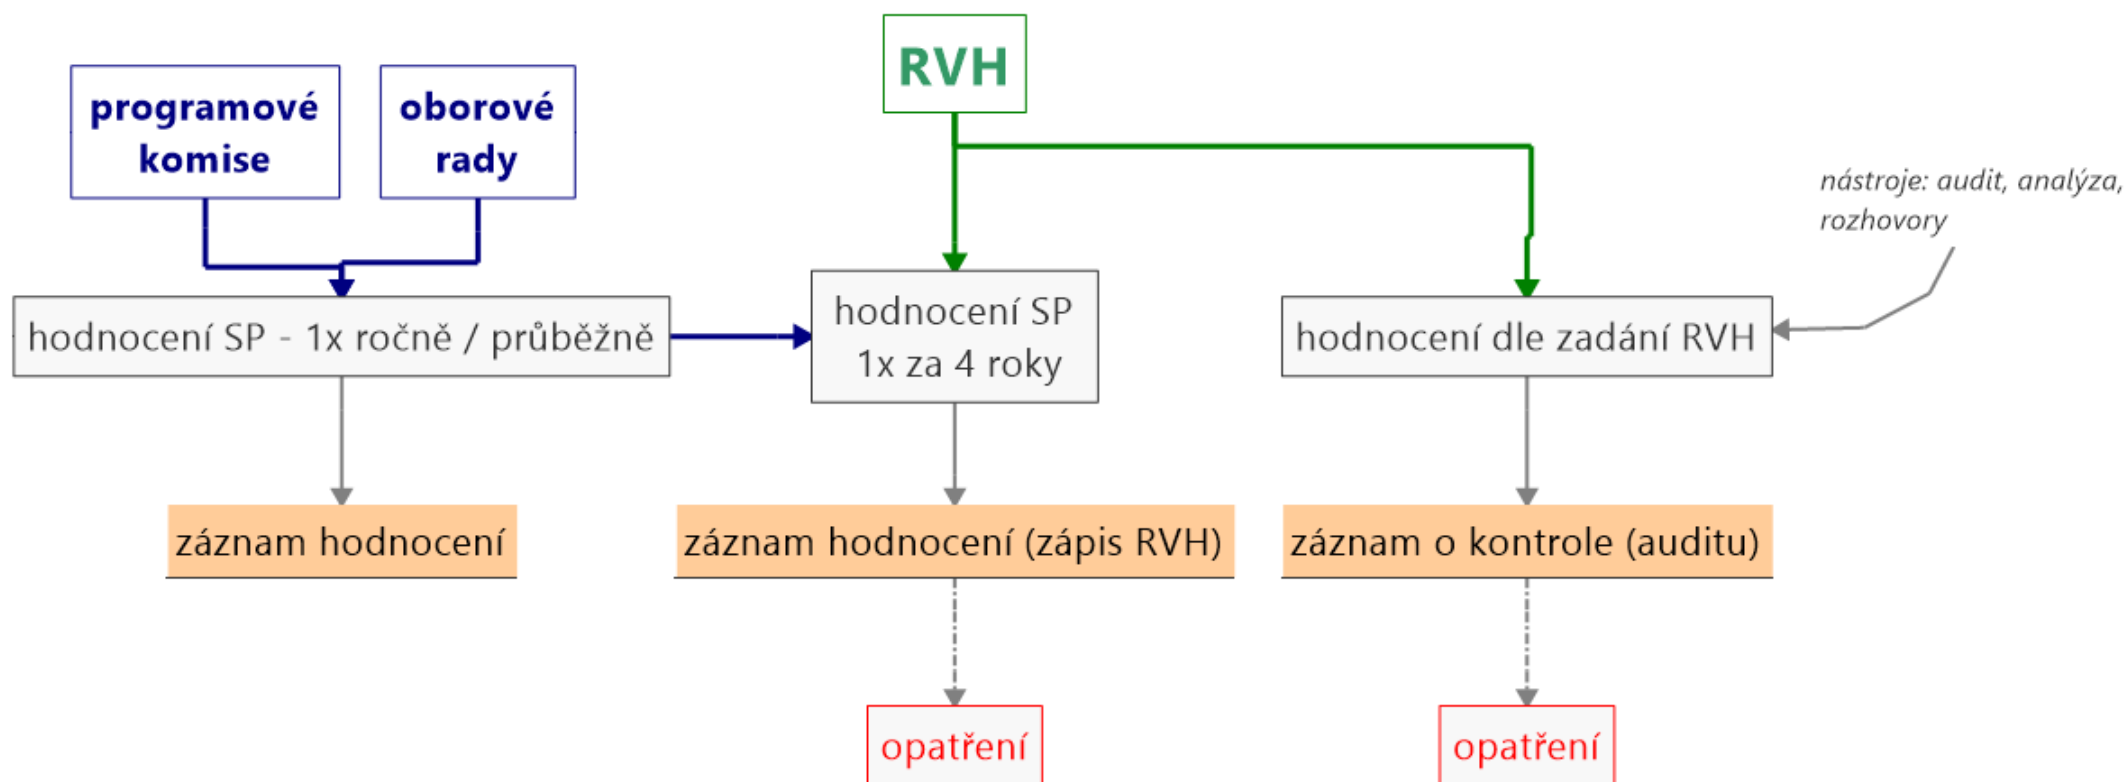 RVH
programové
komise
oborové
rady
nástroje: audit, analýza,
rozhovory
hodnocení SP - 1x ročně / průběžně
hodnocení SP
1x za 4 roky
hodnocení dle zadání RVH
záznam hodnocení
záznam hodnocení (zápis RVH)
záznam o kontrole (auditu)
opatření
opatření